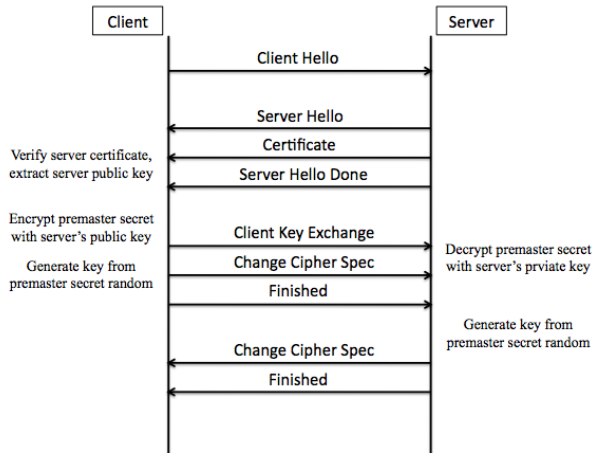 Client
Server
Client Hello
Server Hello
Certificate
Verify server certificate,
extract server public key
Server Hello Done
Encrypt premaster secret
with server's public key
Client Key Exchange
Decrypt premaster secret
with server's prviate key
Generate key from
premaster secret random
Change Cipher Spec
Finished
Generate key from
premaster secret random
Change Cipher Spec
Finished